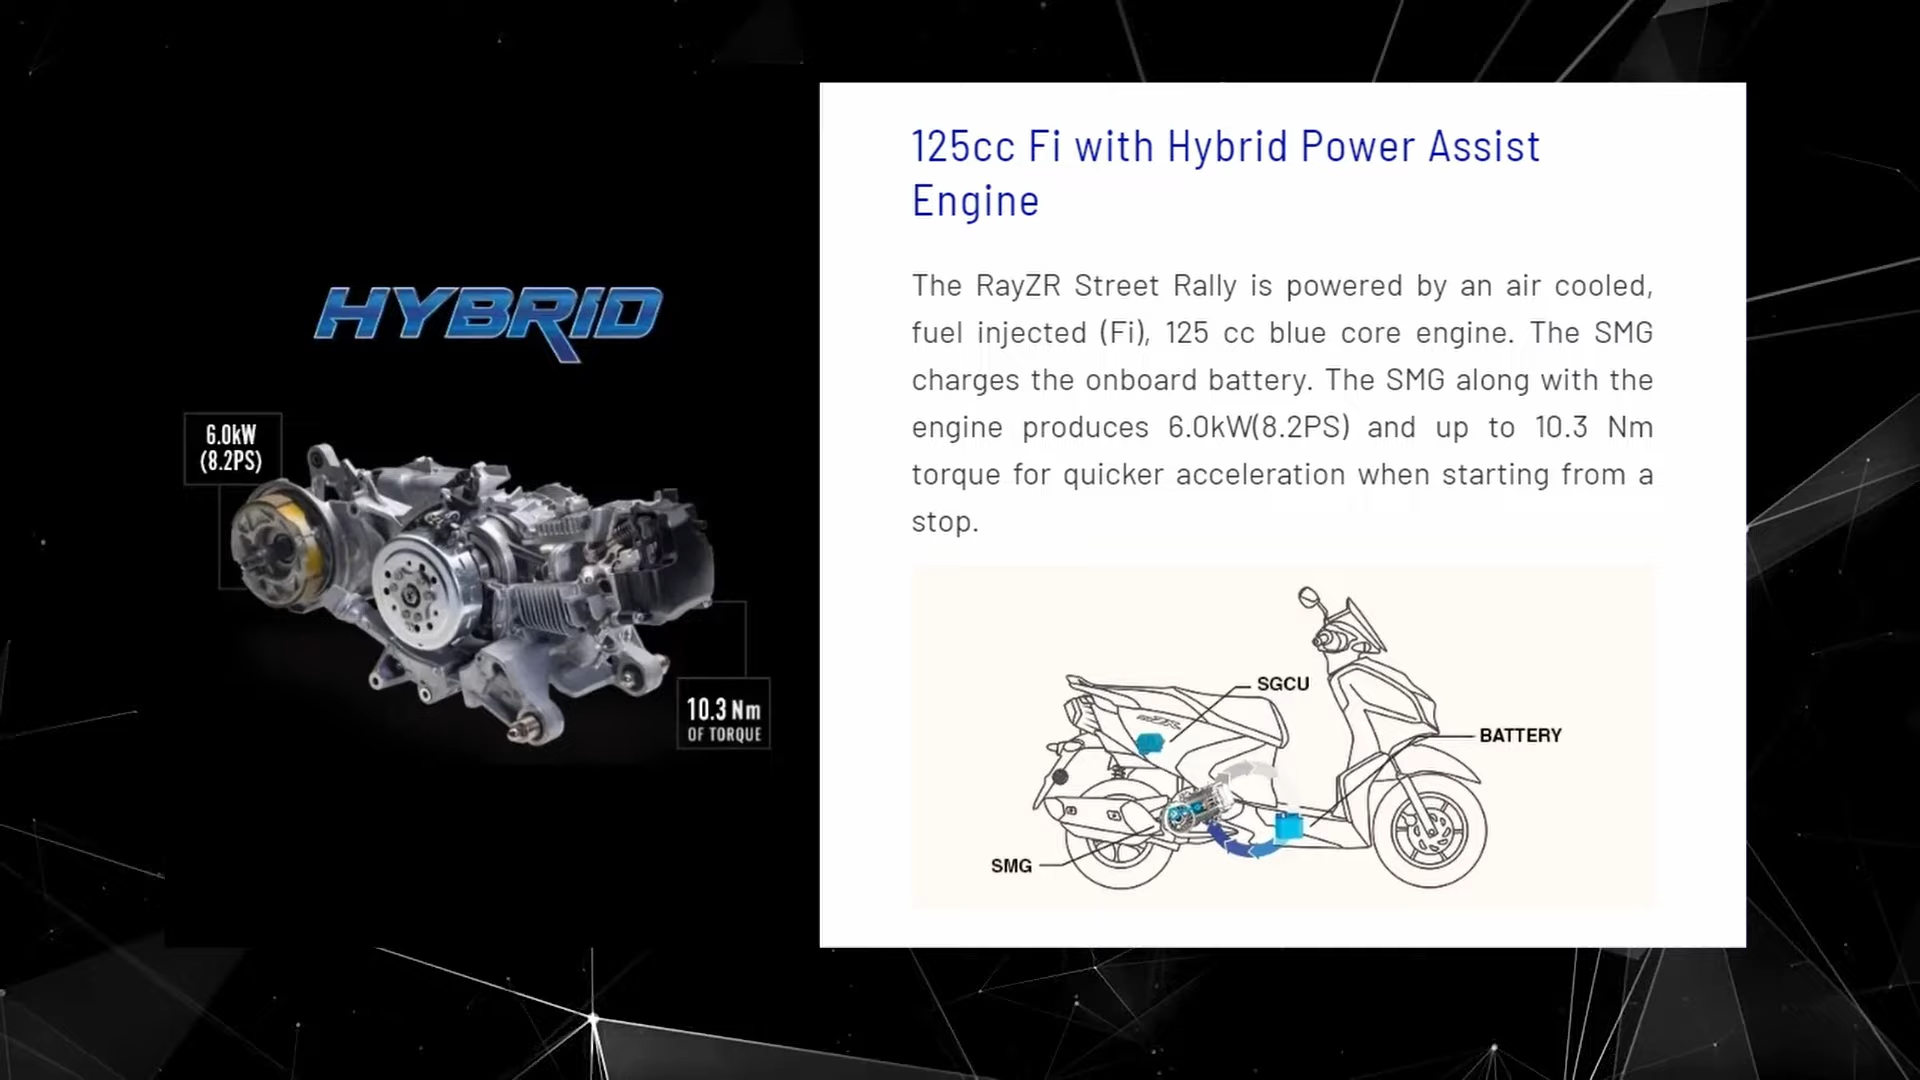 HYBRID
6.0kW
(8.2PS)
10.3 Nm
OF TORQUE
125cc Fi with Hybrid Power Assist
Engine
The RayZR Street Rally is powered by an air cooled,
fuel injected (Fi), 125 cc blue core engine. The SMG
charges the onboard battery. The SMG along with the
engine produces 6.0kW(8.2PS) and up to 10.3 Nm
torque for quicker acceleration when starting from a
stop.
SGCU
BATTERY
SMG